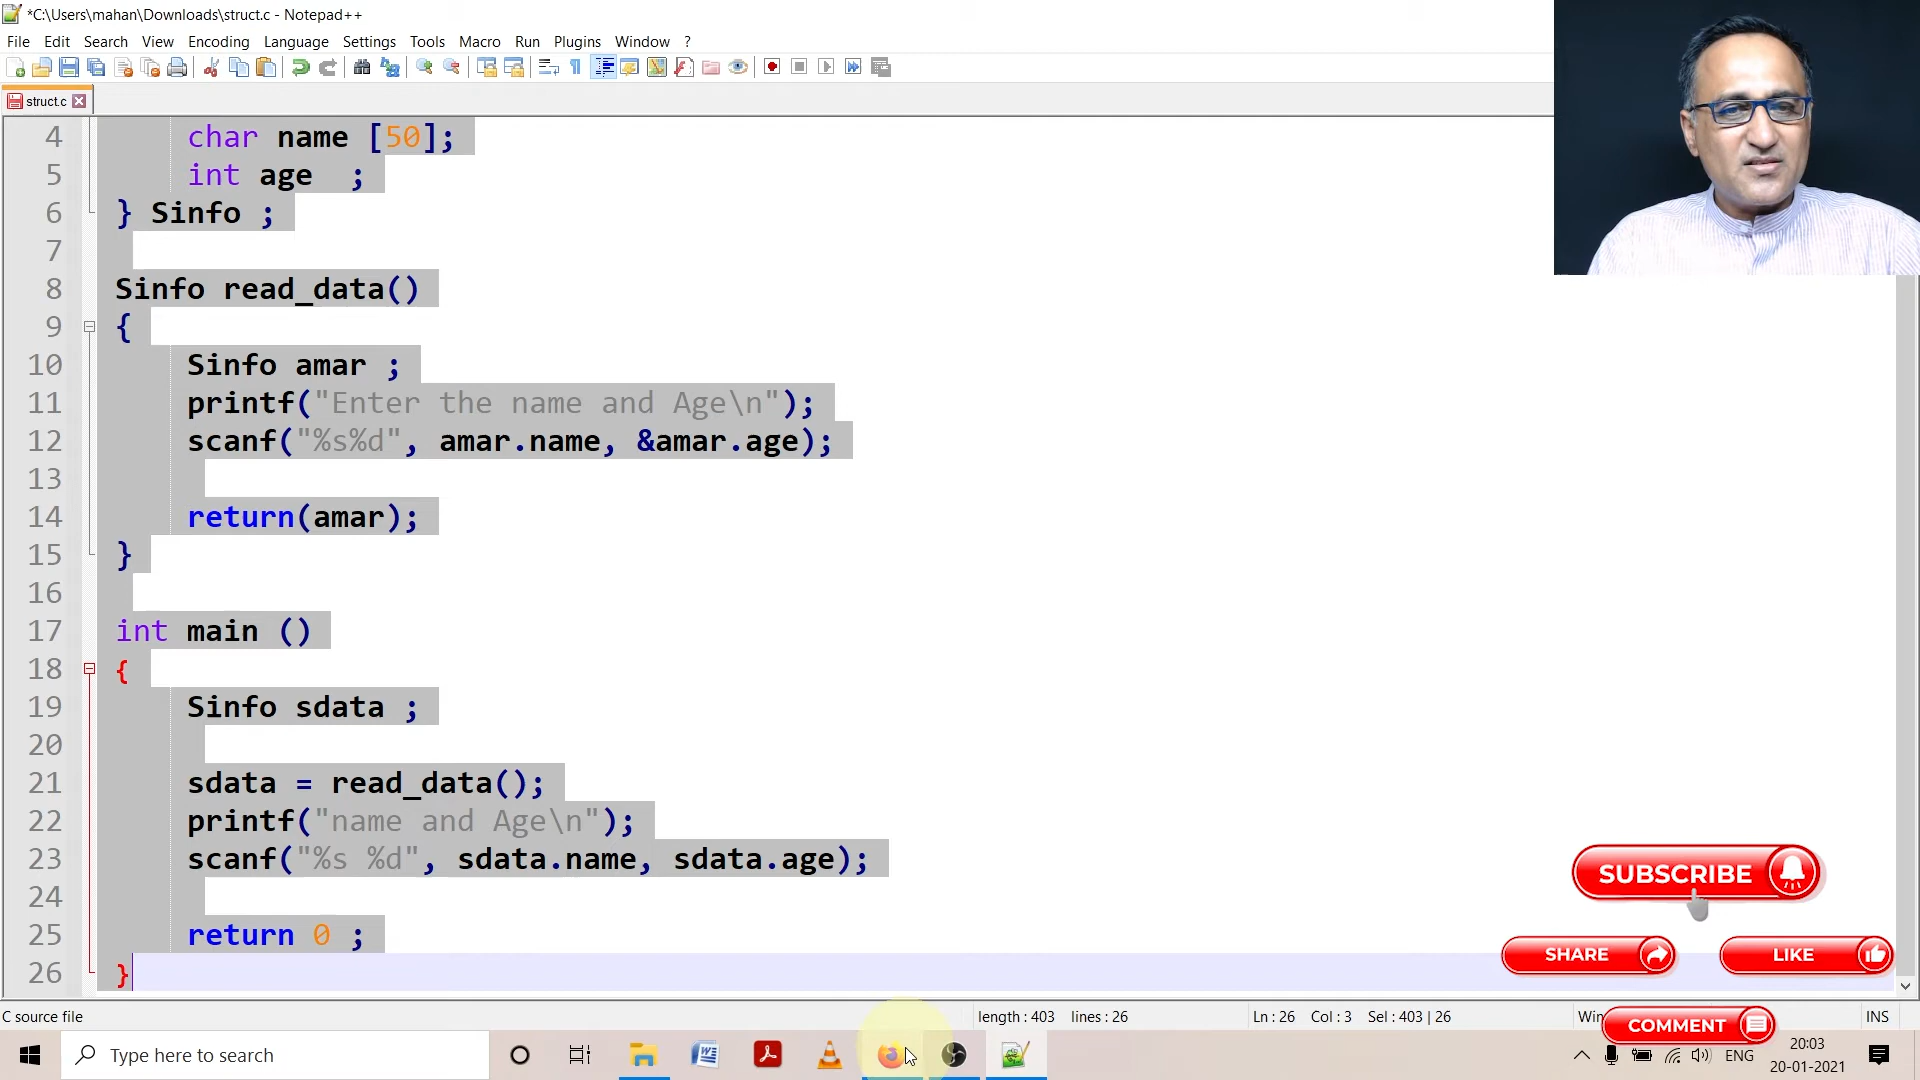 *C:\Users\mahan\Downloads\struct.c - Notepad++
File Edit Search View Encoding Language Settings Tools Macro Run Plugins Window ?
struct.c
4 char name [50];
5 int age ;
6 } Sinfo ;
7
8 Sinfo read_data()
9 {
10 Sinfo amar ;
11 printf("Enter the name and Age\n");
12 scanf("%s%d", amar.name, &amar.age);
13
14 return(amar);
15 }
16
17 int main ()
18 {
19 Sinfo sdata ;
20
21 sdata = read_data();
22 printf("name and Age\n");
23 scanf("%s %d", sdata.name, sdata.age);
24
25 return 0 ;
26 }
SUBSCRIBE
SHARE LIKE
COMMENT
C source file length : 403 lines : 26 Ln : 26 Col : 3 Sel : 403 | 26 Win INS
Type here to search ENG
20:03
20-01-2021